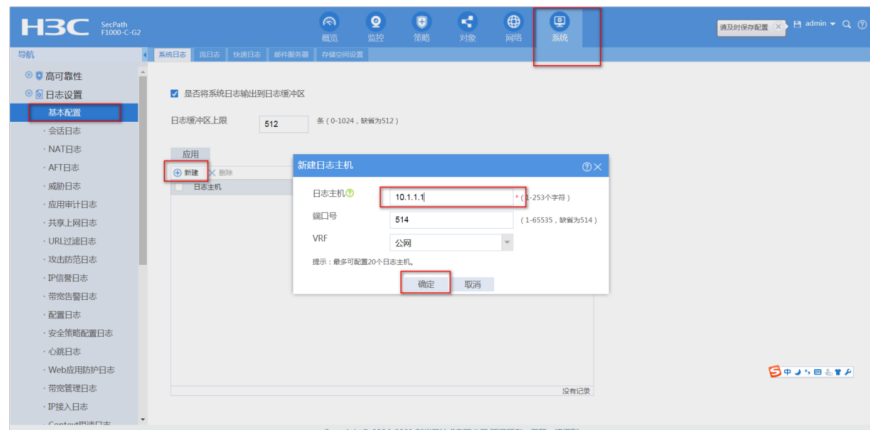 H3C SecPath F1000-C-G2
概览 监控 策略 对象 网络 系统
请及时保存配置 × admin
导航
系统日志 流日志 快速日志 邮件服务器 存储空间设置
高可靠性
日志设置
基本配置
会话日志
NAT日志
AFT日志
威胁日志
应用审计日志
共享上网日志
URL过滤日志
攻击防范日志
IP信誉日志
带宽告警日志
配置日志
安全策略配置日志
心跳日志
Web应用防护日志
带宽管理日志
IP接入日志
是否将系统日志输出到日志缓冲区
日志缓冲区上限 512 条(0-1024,缺省为512)
应用
新建 删除
日志主机
新建日志主机
日志主机 10.1.1.1 *(1-253个字符)
端口号 514 (1-65535,缺省为514)
VRF 公网
提示:最多可配置20个日志主机。
确定 取消
没有记录
中